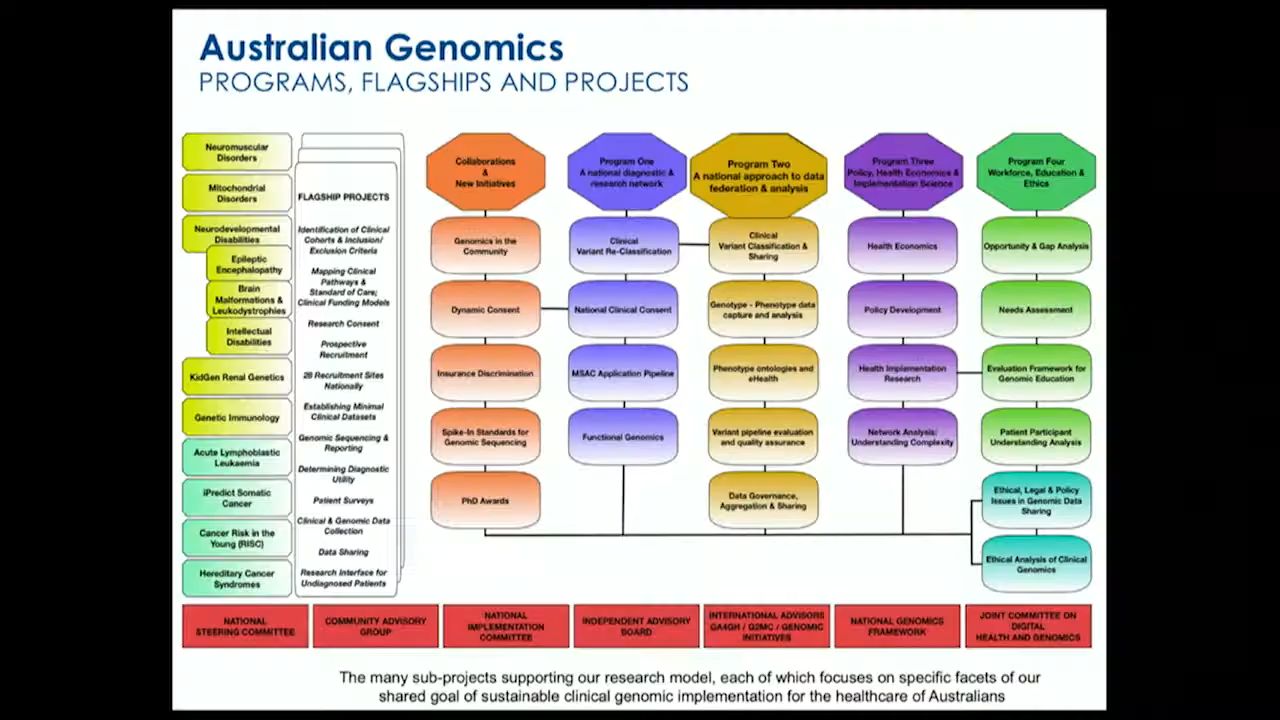 Australian Genomics
PROGRAMS, FLAGSHIPS AND PROJECTS
Neuromuscular
Disorders
Mitochondrial
Disorders
Neurodevelopmental
Disabilities
Epileptic
Encephalopathy
Brain
Malformations &
Leukodystrophies
Intellectual
Disabilities
KidGen Renal Genetics
Genetic Immunology
Acute Lymphoblastic
Leukaemia
iPredict Somatic
Cancer
Cancer Risk in the
Young (RISC)
Hereditary Cancer
Syndromes
FLAGSHIP PROJECTS
Identification of Clinical
Cohorts & Inclusion/
Exclusion Criteria
Mapping Clinical
Pathways &
Standard of Care;
Clinical Funding Models
Research Consent
Prospective
Recruitment
28 Recruitment Sites
Nationally
Establishing Minimal
Clinical Datasets
Genomic Sequencing &
Reporting
Determining Diagnostic
Utility
Patient Surveys
Clinical & Genomic Data
Collection
Data Sharing
Research Interface for
Undiagnosed Patients
Collaborations
&
New Initiatives
Genomics in the
Community
Dynamic Consent
Insurance Discrimination
Spike-In Standards for
Genomic Sequencing
PhD Awards
Program One
A national diagnostic &
research network
Clinical
Variant Re-Classification
National Clinical Consent
MSAC Application Pipeline
Functional Genomics
Program Two
A national approach to data
federation & analysis
Clinical
Variant Classification &
Sharing
Genotype - Phenotype data
capture and analysis
Phenotype ontologies and
eHealth
Variant pipeline evaluation
and quality assurance
Data Governance,
Aggregation & Sharing
Program Three
Policy, Health Economics &
Implementation Science
Health Economics
Policy Development
Health Implementation
Research
Network Analysis:
Understanding Complexity
Program Four
Workforce, Education &
Ethics
Opportunity & Gap Analysis
Needs Assessment
Evaluation Framework for
Genomic Education
Patient Participant
Understanding Analysis
Ethical, Legal & Policy
Issues in Genomic Data
Sharing
Ethical Analysis of Clinical
Genomics
NATIONAL
STEERING COMMITTEE
COMMUNITY ADVISORY
GROUP
NATIONAL
IMPLEMENTATION
COMMITTEE
INDEPENDENT ADVISORY
BOARD
INTERNATIONAL ADVISORS
GA4GH / G2MC / GENOMIC
INITIATIVES
NATIONAL GENOMICS
FRAMEWORK
JOINT COMMITTEE ON
DIGITAL
HEALTH AND GENOMICS
The many sub-projects supporting our research model, each of which focuses on specific facets of our
shared goal of sustainable clinical genomic implementation for the healthcare of Australians